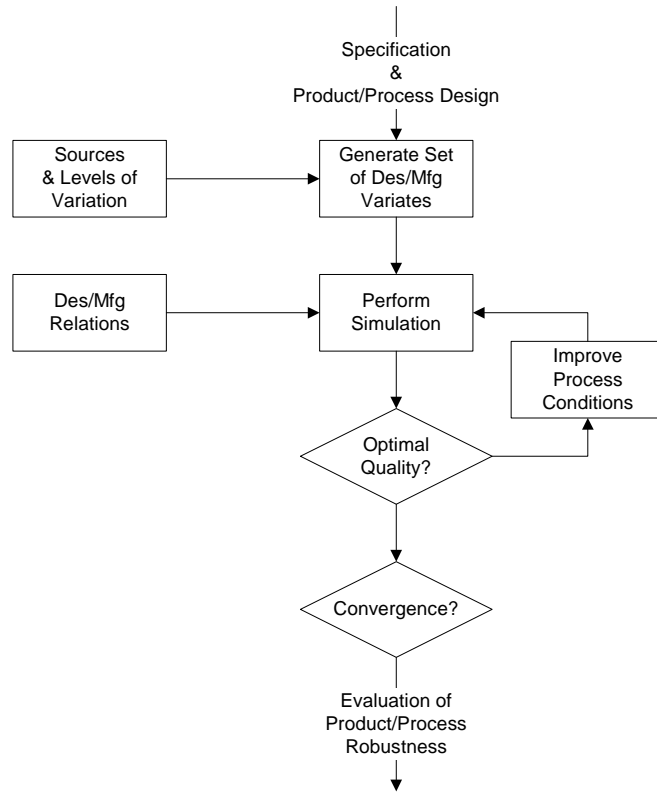 Specification
&
Product/Process Design
Sources
& Levels of
Variation
Generate Set
of Des/Mfg
Variates
Des/Mfg
Relations
Perform
Simulation
Improve
Process
Conditions
Optimal
Quality?
Convergence?
Evaluation of
Product/Process
Robustness